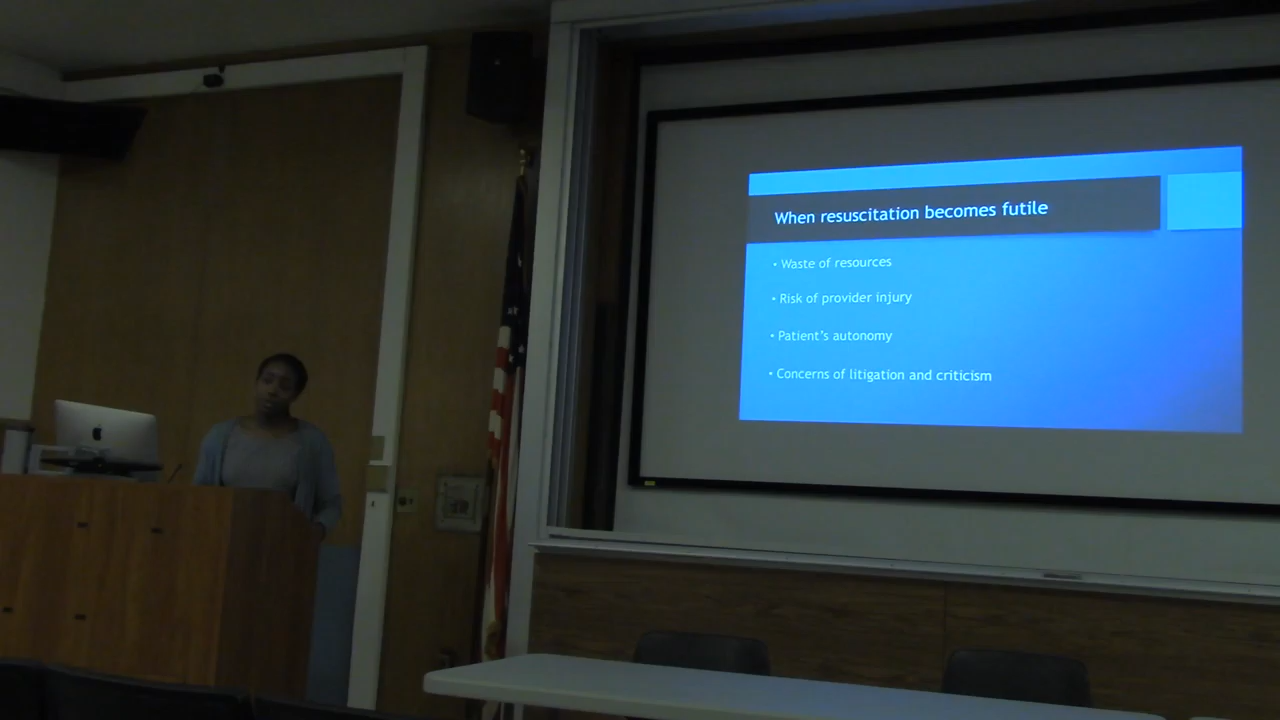 When resuscitation becomes futile
• Waste of resources
• Risk of provider injury
• Patient's autonomy
• Concerns of litigation and criticism